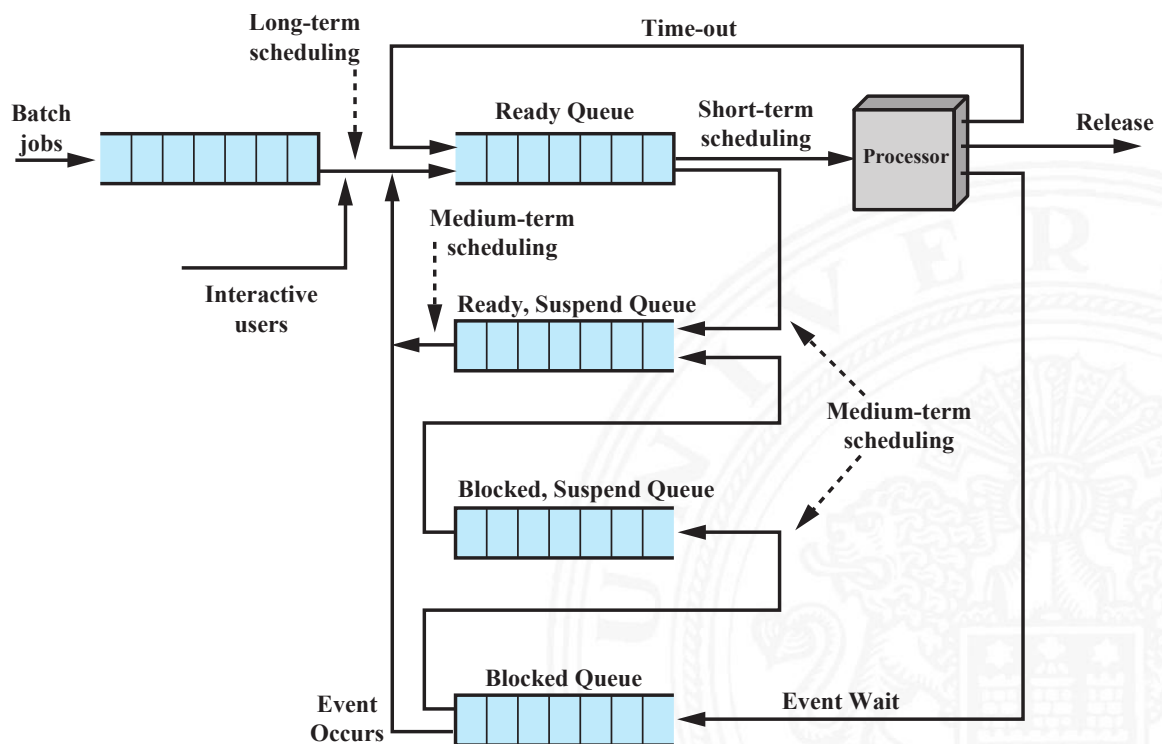 Long-term
scheduling
Time-out
Batch
jobs
Ready Queue
Short-term
scheduling
Processor
Release
Medium-term
scheduling
Interactive
users
Ready, Suspend Queue
Medium-term
scheduling
Blocked, Suspend Queue
Blocked Queue
Event
Occurs
Event Wait
U N I V E R